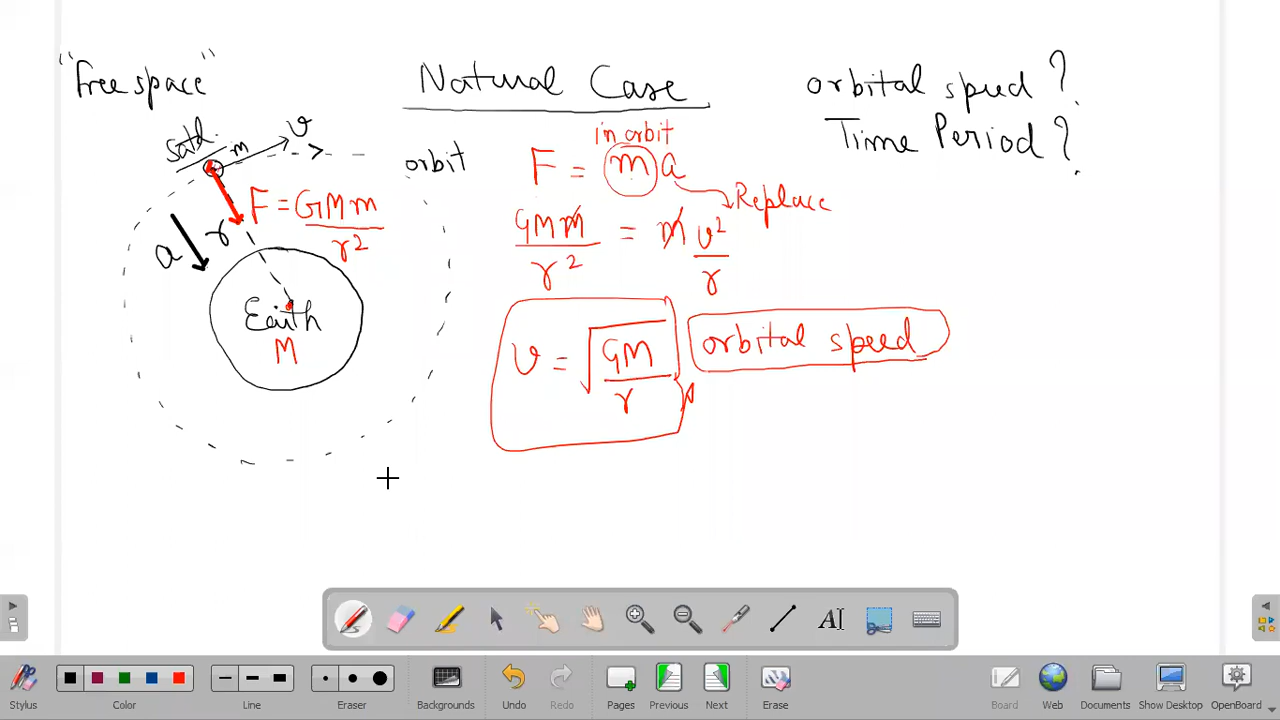 "Free space"
Natural Case
orbital speed?
Time Period?
m
v
orbit
F = GMm
r²
a
r
Earth
M
in orbit
F = ma
Replace
GMm = m v²
r² r
v = √GM
r
orbital speed
Stylus
Color
Line
Eraser
Backgrounds
Undo
Redo
Pages
Previous
Next
Erase
Board
Web
Documents
Show Desktop
OpenBoard